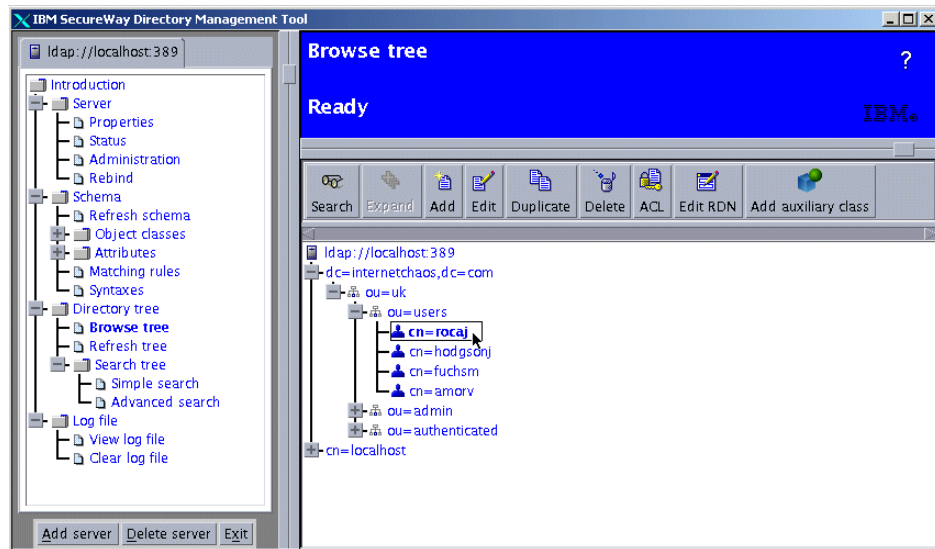 IBM SecureWay Directory Management Tool
ldap://localhost:389
Introduction
Server
Properties
Status
Administration
Rebind
Schema
Refresh schema
Object classes
Attributes
Matching rules
Syntaxes
Directory tree
Browse tree
Refresh tree
Search tree
Simple search
Advanced search
Log file
View log file
Clear log file
Add server Delete server Exit
Browse tree
?
Ready
IBM®
Search Expand Add Edit Duplicate Delete ACL Edit RDN Add auxiliary class
ldap://localhost:389
dc=internetchaos,dc=com
ou=uk
ou=users
cn=rocaj
cn=hodgsonj
cn=fuchsm
cn=amorv
ou=admin
ou=authenticated
cn=localhost